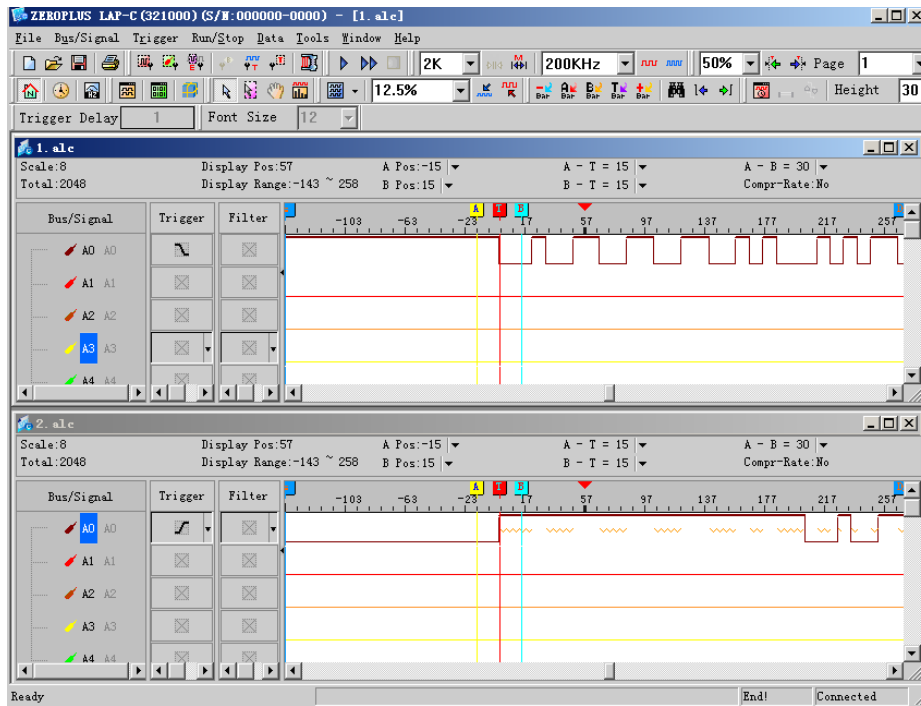 ZEROPLUS LAP-C(321000)(S/N:000000-0000) - [1.alc]
File Bus/Signal Trigger Run/Stop Data Tools Window Help
2K 200KHz 50% Page 1
12.5% Bar Bar Bar Bar Bar Height 30
Trigger Delay 1 Font Size 12
1.alc
Scale:8 Display Pos:57 A Pos:-15 A - T = 15 A - B = 30
Total:2048 Display Range:-143 ~ 258 B Pos:15 B - T = 15 Compr-Rate:No
Bus/Signal Trigger Filter A T B
-103 -63 -23 17 57 97 137 177 217 257
A0 A0
A1 A1
A2 A2
A3 A3
A4 A4
2.alc
Scale:8 Display Pos:57 A Pos:-15 A - T = 15 A - B = 30
Total:2048 Display Range:-143 ~ 258 B Pos:15 B - T = 15 Compr-Rate:No
Bus/Signal Trigger Filter A T B
-103 -63 -23 17 57 97 137 177 217 257
A0 A0
A1 A1
A2 A2
A3 A3
A4 A4
Ready End! Connected